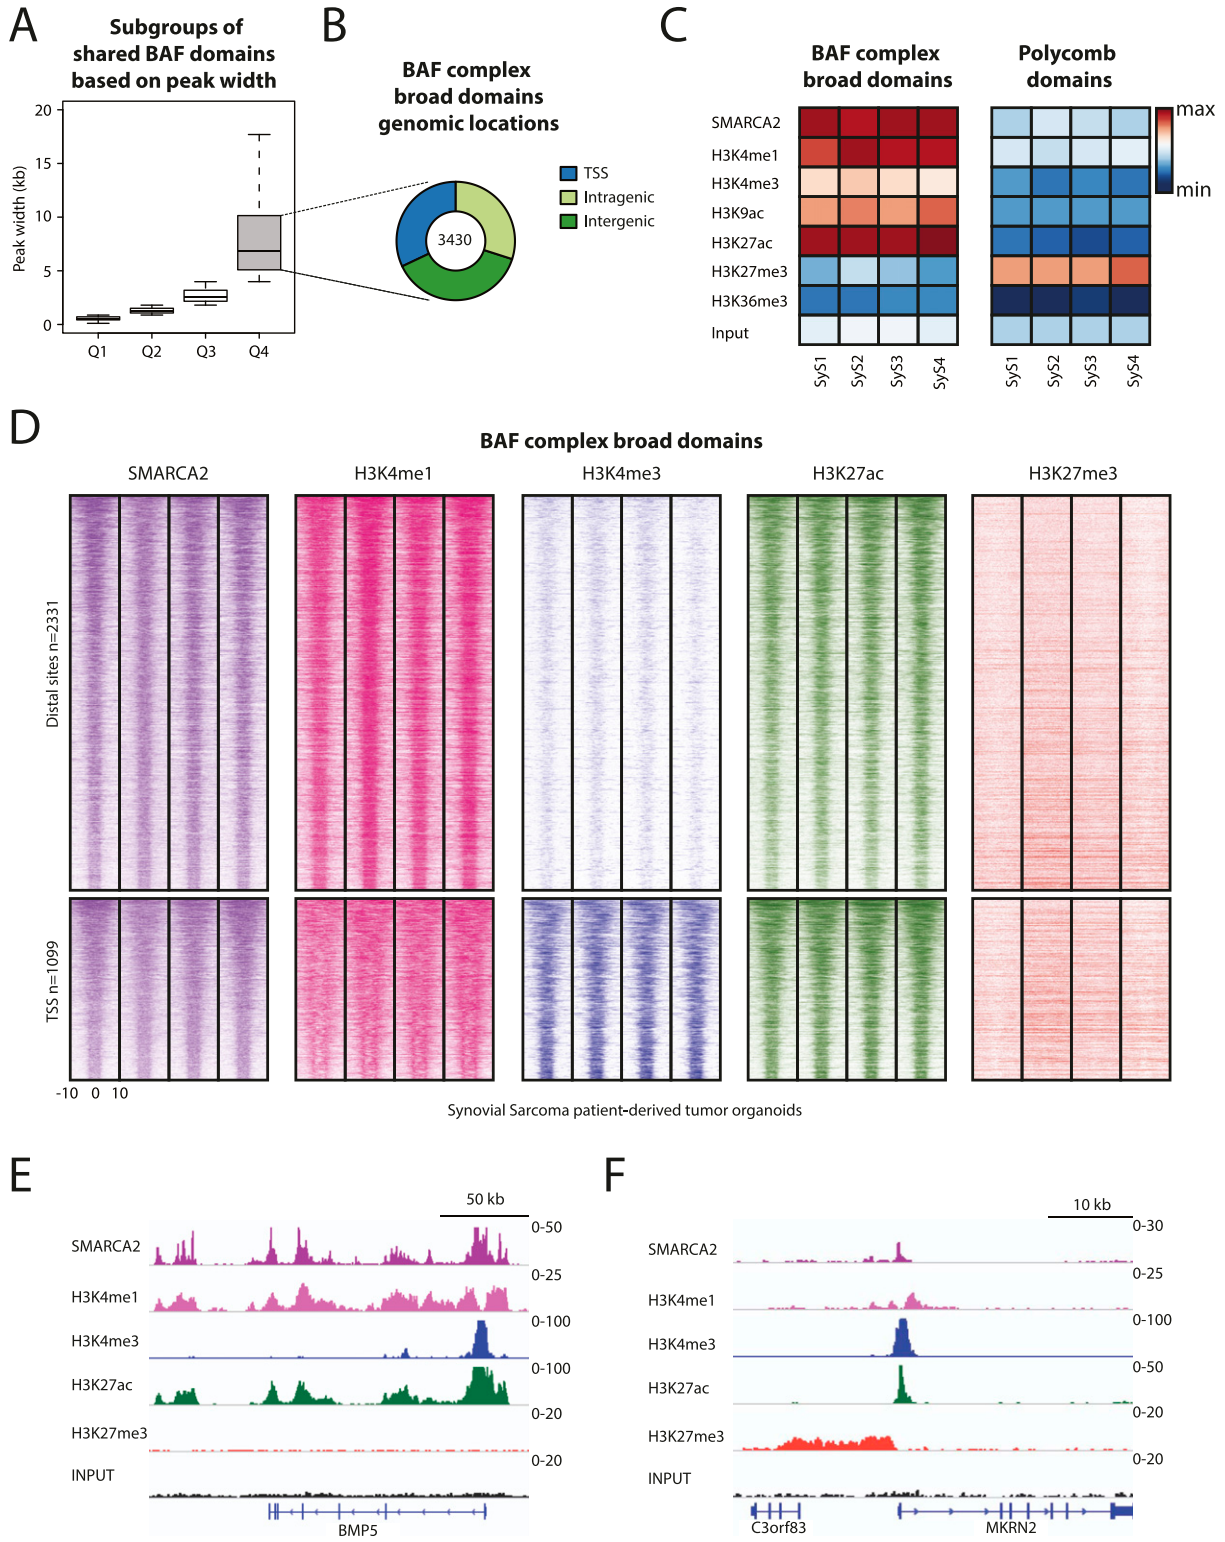 A
Subgroups of
shared BAF domains
based on peak width
Peak width (kb)
20
15
10
5
0
Q1 Q2 Q3 Q4
B
BAF complex
broad domains
genomic locations
3430
TSS
Intragenic
Intergenic
C
BAF complex
broad domains
Polycomb
domains
SMARCA2
H3K4me1
H3K4me3
H3K9ac
H3K27ac
H3K27me3
H3K36me3
Input
SyS1 SyS2 SyS3 SyS4
SyS1 SyS2 SyS3 SyS4
max
min
D
BAF complex broad domains
SMARCA2 H3K4me1 H3K4me3 H3K27ac H3K27me3
Distal sites n=2331
TSS n=1099
-10 0 10
Synovial Sarcoma patient-derived tumor organoids
E
50 kb
SMARCA2
0-50
H3K4me1
0-25
H3K4me3
0-100
H3K27ac
0-100
H3K27me3
0-20
INPUT
0-20
BMP5
F
10 kb
SMARCA2
0-30
H3K4me1
0-25
H3K4me3
0-100
H3K27ac
0-50
H3K27me3
0-20
INPUT
0-20
C3orf83
MKRN2